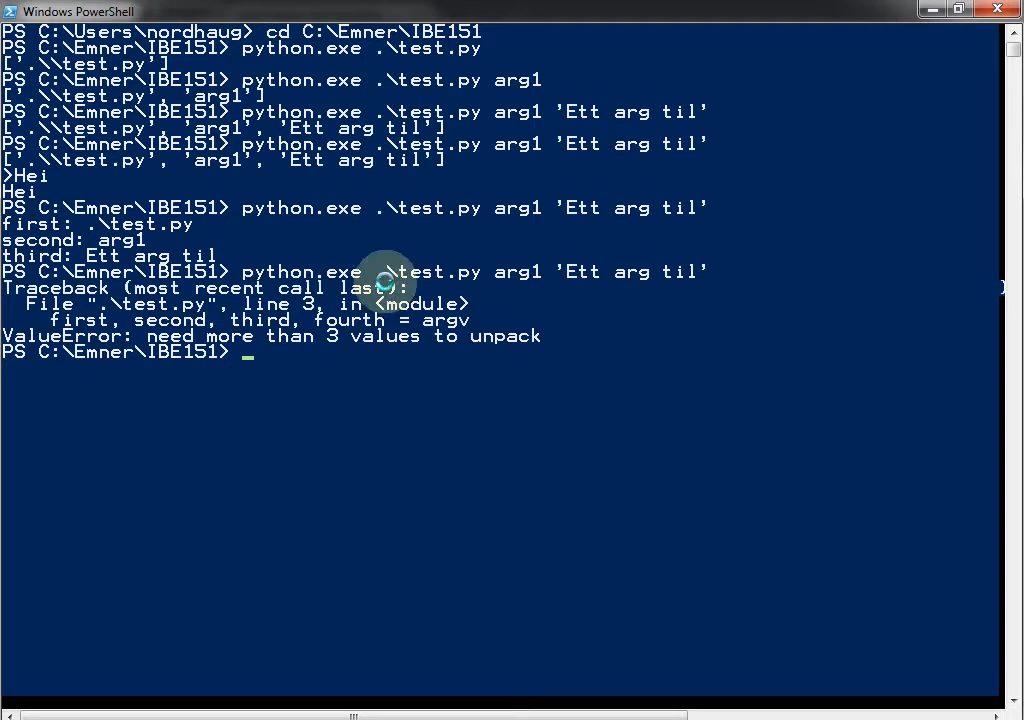 Windows PowerShell
PS C:\Users\nordhaug> cd C:\Emner\IBE151
PS C:\Emner\IBE151> python.exe .\test.py
['.\\test.py']
PS C:\Emner\IBE151> python.exe .\test.py arg1
['.\\test.py', 'arg1']
PS C:\Emner\IBE151> python.exe .\test.py arg1 'Ett arg til'
['.\\test.py', 'arg1', 'Ett arg til']
PS C:\Emner\IBE151> python.exe .\test.py arg1 'Ett arg til'
['.\\test.py', 'arg1', 'Ett arg til']
>Hei
Hei
PS C:\Emner\IBE151> python.exe .\test.py arg1 'Ett arg til'
first: .\test.py
second: arg1
third: Ett arg til
PS C:\Emner\IBE151> python.exe .\test.py arg1 'Ett arg til'
Traceback (most recent call last):
  File ".\test.py", line 3, in <module>
    first, second, third, fourth = argv
ValueError: need more than 3 values to unpack
PS C:\Emner\IBE151>